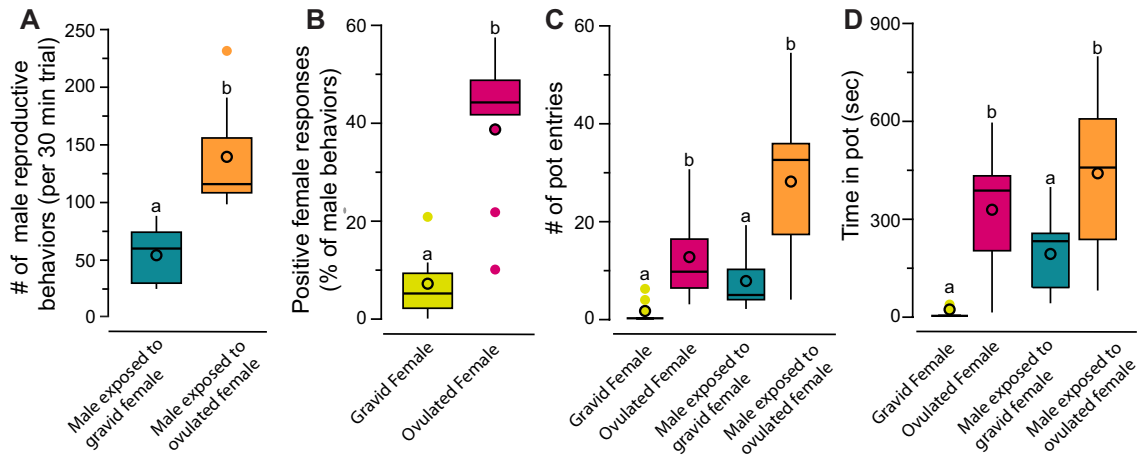 A
# of male reproductive
behaviors (per 30 min trial)
250
200
150
100
50
0
a
b
Male exposed to
gravid female
Male exposed to
ovulated female
B
Positive female responses
(% of male behaviors)
60
40
20
0
a
b
Gravid Female
Ovulated Female
C
# of pot entries
60
40
20
0
a
b
a
b
Gravid Female
Ovulated Female
Male exposed to
gravid female
Male exposed to
ovulated female
D
Time in pot (sec)
900
600
300
0
a
b
a
b
Gravid Female
Ovulated Female
Male exposed to
gravid female
Male exposed to
ovulated female